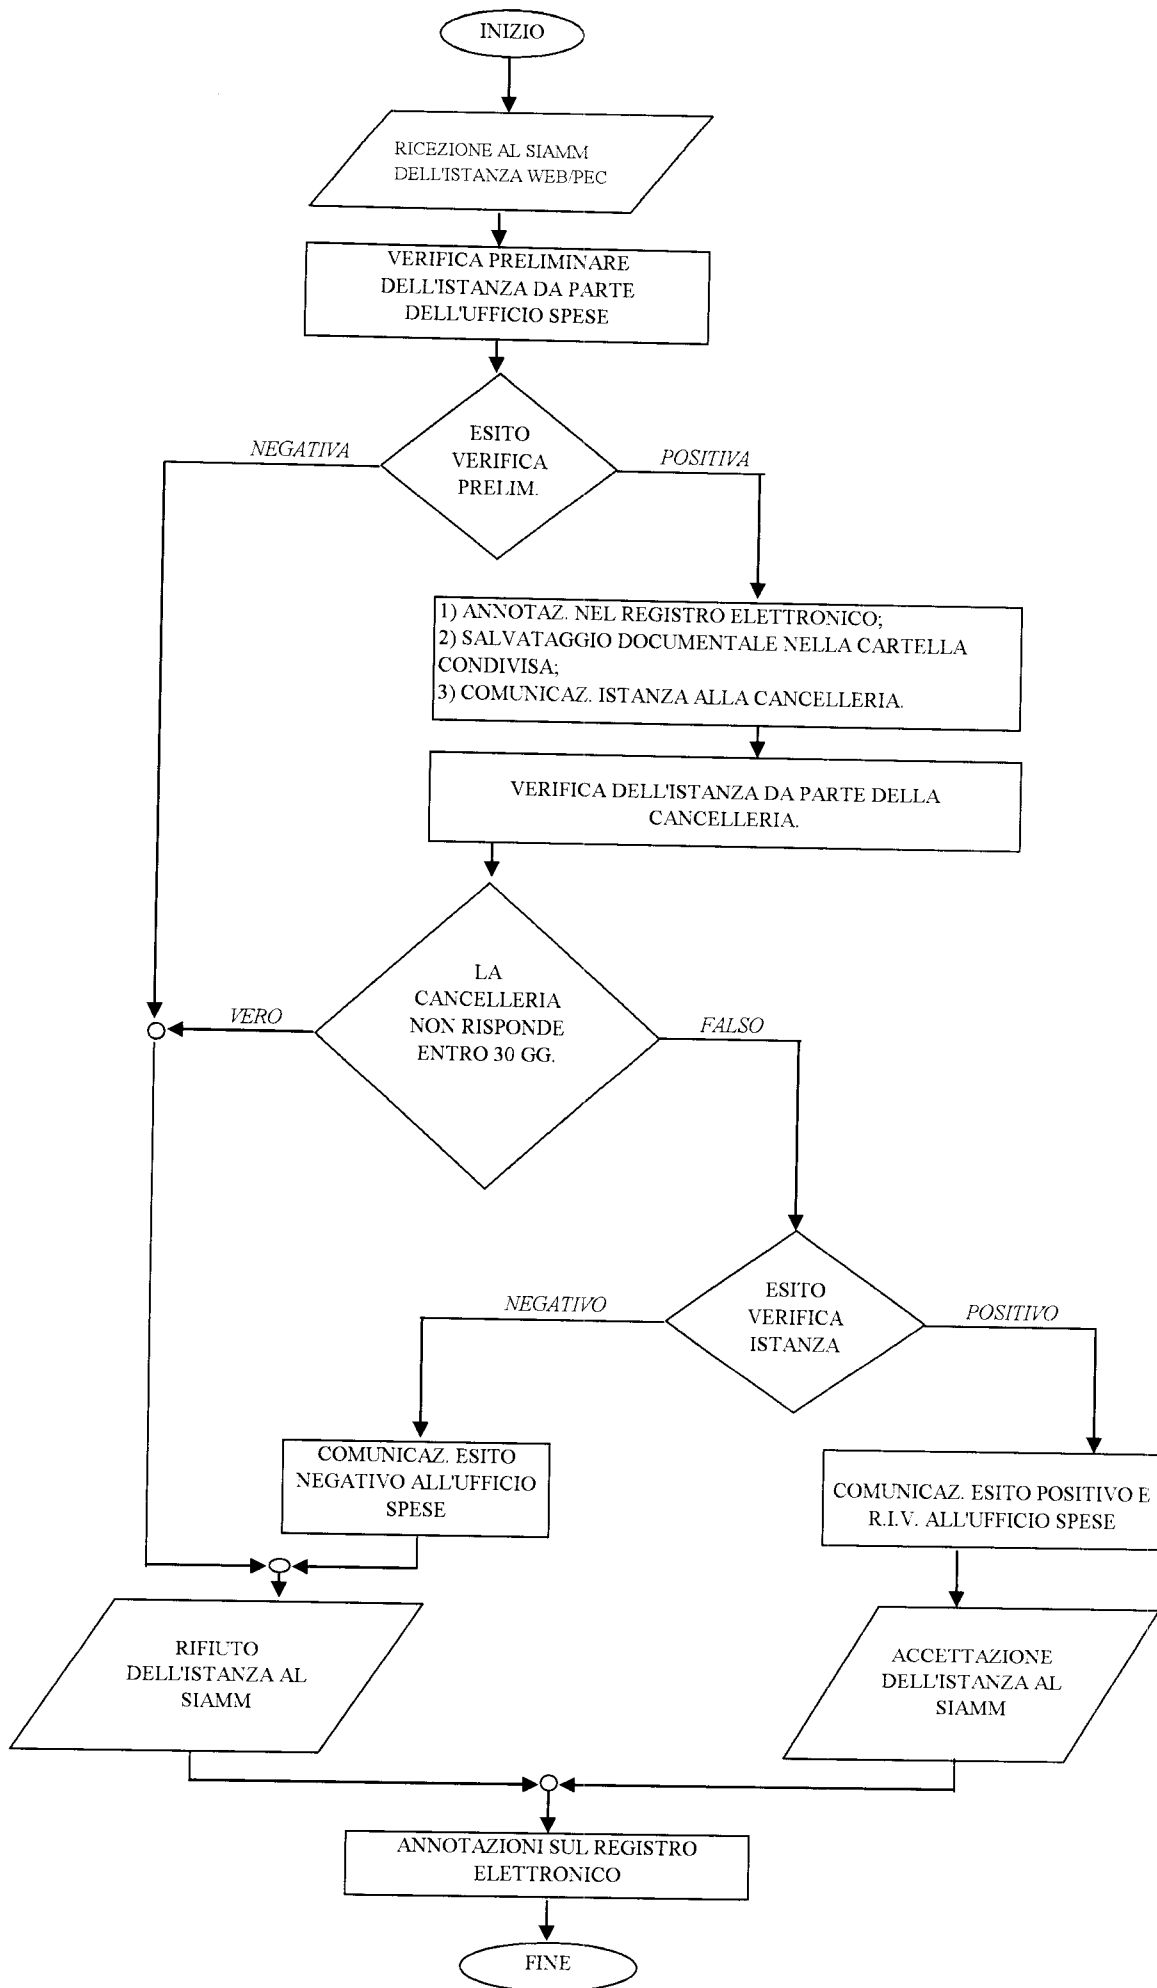 INIZIO
RICEZIONE AL SIAMM
DELL'ISTANZA WEB/PEC
VERIFICA PRELIMINARE
DELL'ISTANZA DA PARTE
DELL'UFFICIO SPESE
ESITO
VERIFICA
PRELIM.
NEGATIVA
POSITIVA
1) ANNOTAZ. NEL REGISTRO ELETTRONICO;
2) SALVATAGGIO DOCUMENTALE NELLA CARTELLA
CONDIVISA;
3) COMUNICAZ. ISTANZA ALLA CANCELLERIA.
VERIFICA DELL'ISTANZA DA PARTE DELLA
CANCELLERIA.
LA
CANCELLERIA
NON RISPONDE
ENTRO 30 GG.
VERO
FALSO
ESITO
VERIFICA
ISTANZA
NEGATIVO
POSITIVO
COMUNICAZ. ESITO
NEGATIVO ALL'UFFICIO
SPESE
COMUNICAZ. ESITO POSITIVO E
R.I.V. ALL'UFFICIO SPESE
RIFIUTO
DELL'ISTANZA AL
SIAMM
ACCETTAZIONE
DELL'ISTANZA AL
SIAMM
ANNOTAZIONI SUL REGISTRO
ELETTRONICO
FINE